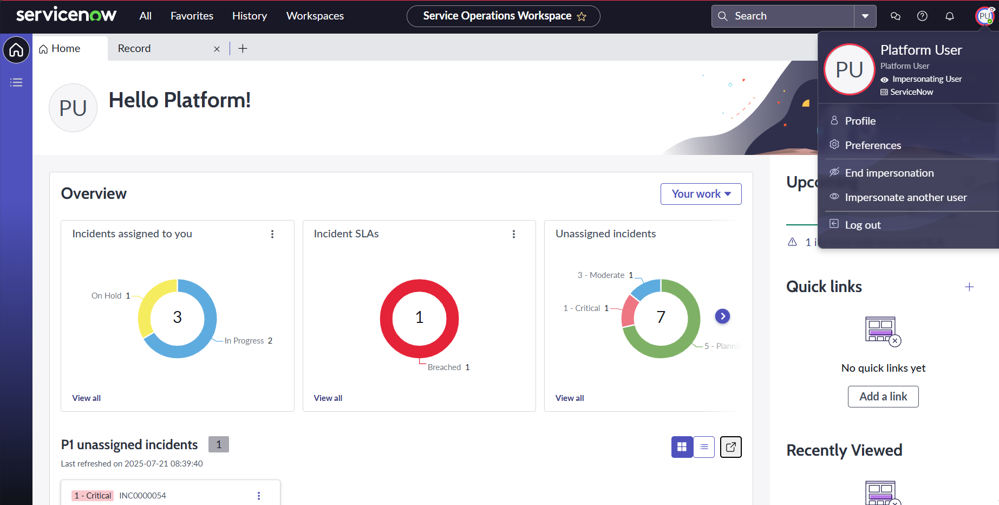 servicenow
All
Favorites
History
Workspaces
Service Operations Workspace
Search
PU
Home
Record
PU
Hello Platform!
PU
Platform User
Platform User
Impersonating User
ServiceNow
Profile
Preferences
End impersonation
Impersonate another user
Log out
Overview
Your work
Incidents assigned to you
On Hold 1
3
In Progress 2
View all
Incident SLAs
1
Breached 1
View all
Unassigned incidents
3 - Moderate 1
1 - Critical 1
7
5 - Planni
View all
P1 unassigned incidents 1
Last refreshed on 2025-07-21 08:39:40
1 - Critical INC0000054
Upco
1 i
Quick links
No quick links yet
Add a link
Recently Viewed